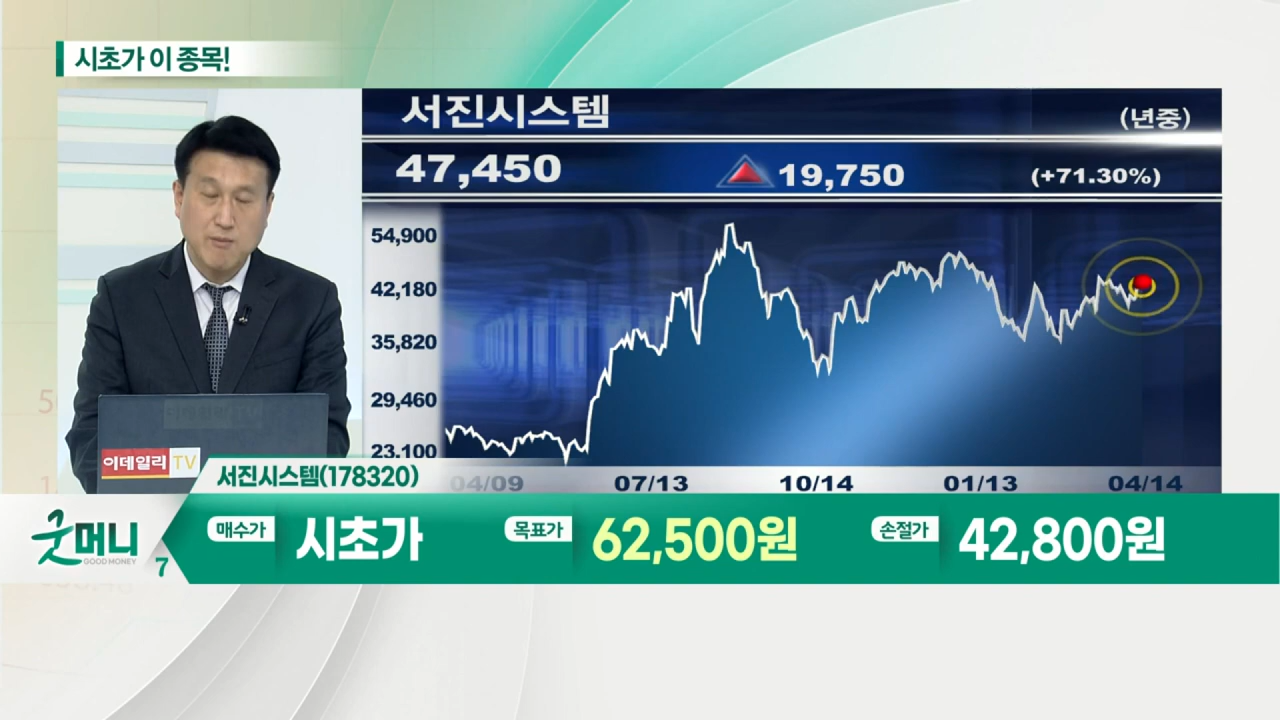 시초가 이 종목!
서진시스템
(년중)
47,450 ▲ 19,750 (+71.30%)
54,900
42,180
35,820
29,460
23,100
04/09 07/13 10/14 01/13 04/14
이데일리 TV
서진시스템(178320)
굿머니
GOOD MONEY
7
매수가 시초가 목표가 62,500원 손절가 42,800원